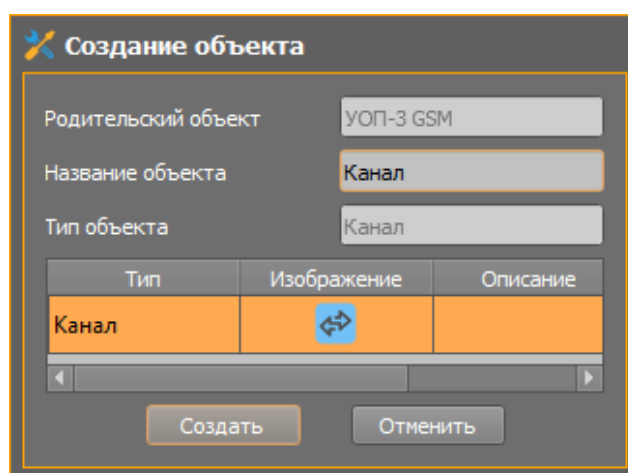 Создание объекта
Родительский объект УОП-3 GSM
Название объекта Канал
Тип объекта Канал
Тип Изображение Описание
Канал
Создать Отменить